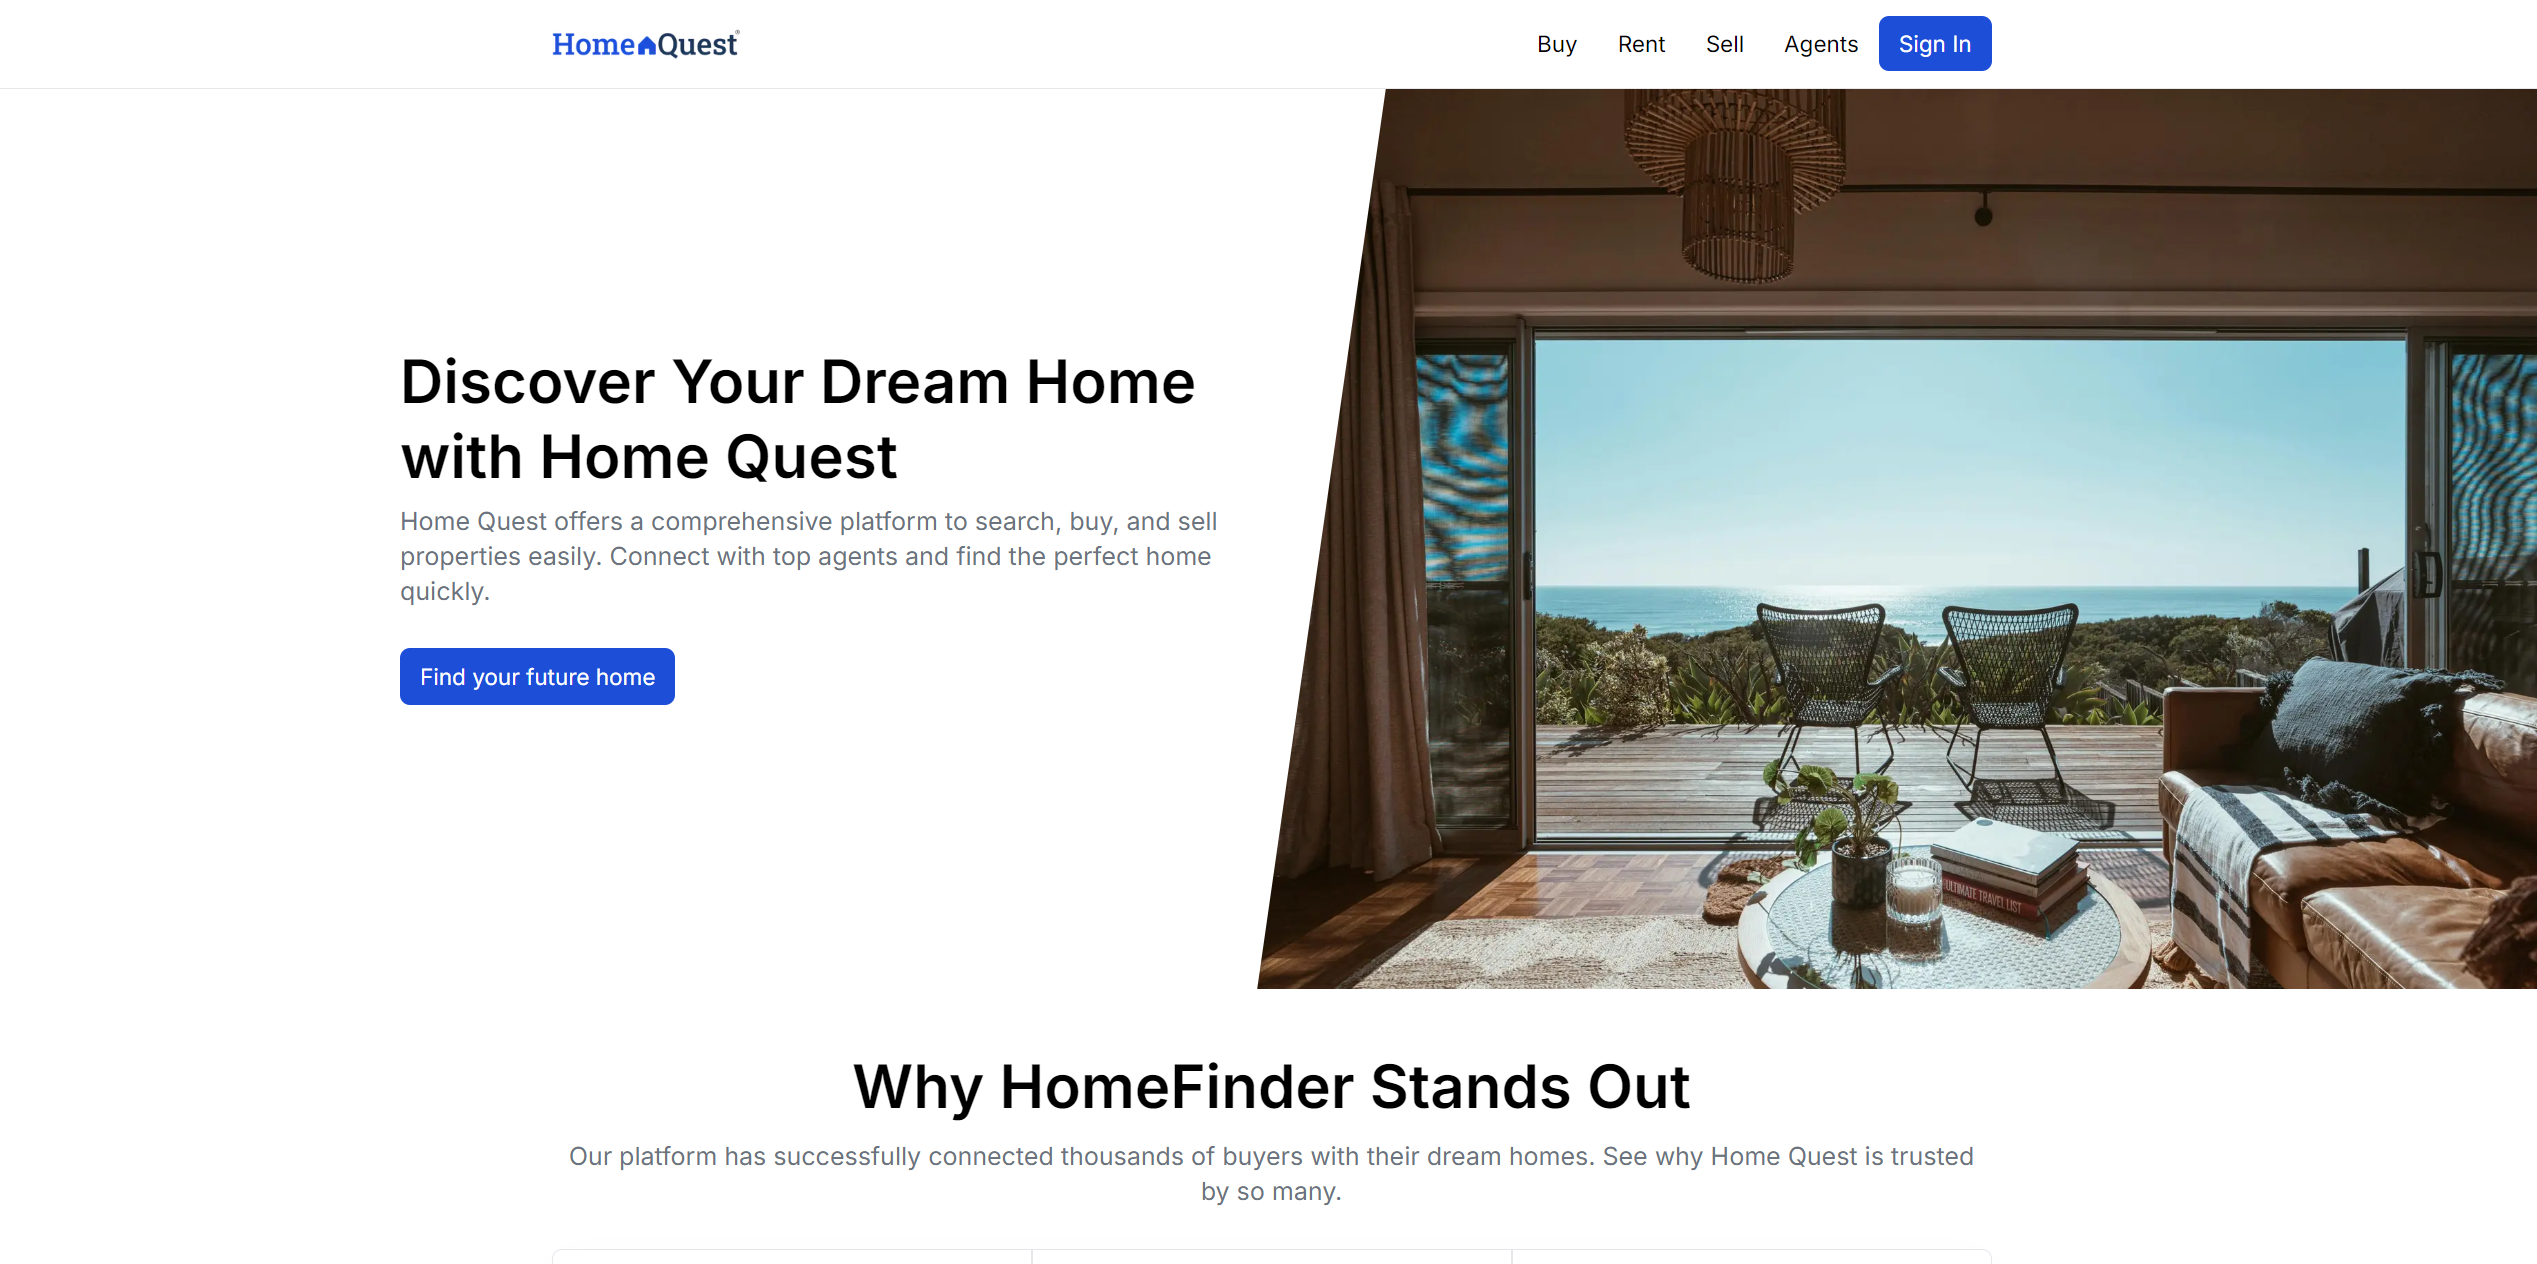 Home Quest
Buy Rent Sell Agents Sign In
Discover Your Dream Home
with Home Quest
Home Quest offers a comprehensive platform to search, buy, and sell
properties easily. Connect with top agents and find the perfect home
quickly.
Find your future home
ULTIMATE TRAVEL LIST
Why HomeFinder Stands Out
Our platform has successfully connected thousands of buyers with their dream homes. See why Home Quest is trusted
by so many.